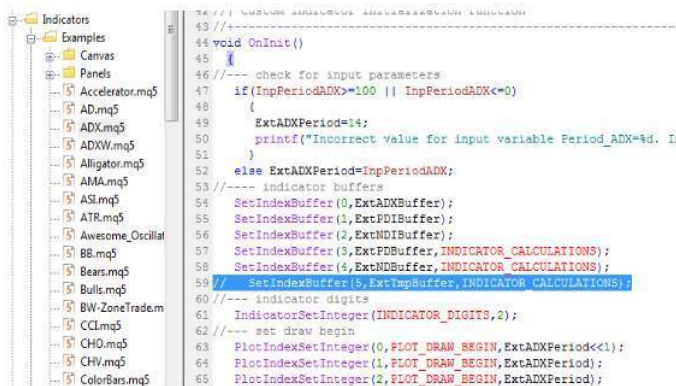 Indicators
Examples
Canvas
Panels
Accelerator.mq5
AD.mq5
ADX.mq5
ADXW.mq5
Alligator.mq5
AMA.mq5
ASI.mq5
ATR.mq5
Awesome_Oscillat
BB.mq5
Bears.mq5
Bulls.mq5
BW-ZoneTrade.m
CCI.mq5
CHO.mq5
CHV.mq5
ColorBars.mq5
42 //| Custom indicator initialization function
43 //+----------------------------------------------------------------
44 void OnInit()
45 {
46 //--- check for input parameters
47 if(InpPeriodADX>=100 || InpPeriodADX<=0)
48 {
49 ExtADXPeriod=14;
50 printf("Incorrect value for input variable Period_ADX=%d. I
51 }
52 else ExtADXPeriod=InpPeriodADX;
53 //---- indicator buffers
54 SetIndexBuffer(0,ExtADXBuffer);
55 SetIndexBuffer(1,ExtPDIBuffer);
56 SetIndexBuffer(2,ExtNDIBuffer);
57 SetIndexBuffer(3,ExtPDBuffer,INDICATOR_CALCULATIONS);
58 SetIndexBuffer(4,ExtNDBuffer,INDICATOR_CALCULATIONS);
59 // SetIndexBuffer(5,ExtTmpBuffer,INDICATOR_CALCULATIONS);
60 //--- indicator digits
61 IndicatorSetInteger(INDICATOR_DIGITS,2);
62 //--- set draw begin
63 PlotIndexSetInteger(0,PLOT_DRAW_BEGIN,ExtADXPeriod<<1);
64 PlotIndexSetInteger(1,PLOT_DRAW_BEGIN,ExtADXPeriod);
65 PlotIndexSetInteger(2,PLOT_DRAW_BEGIN,ExtADXPeriod)